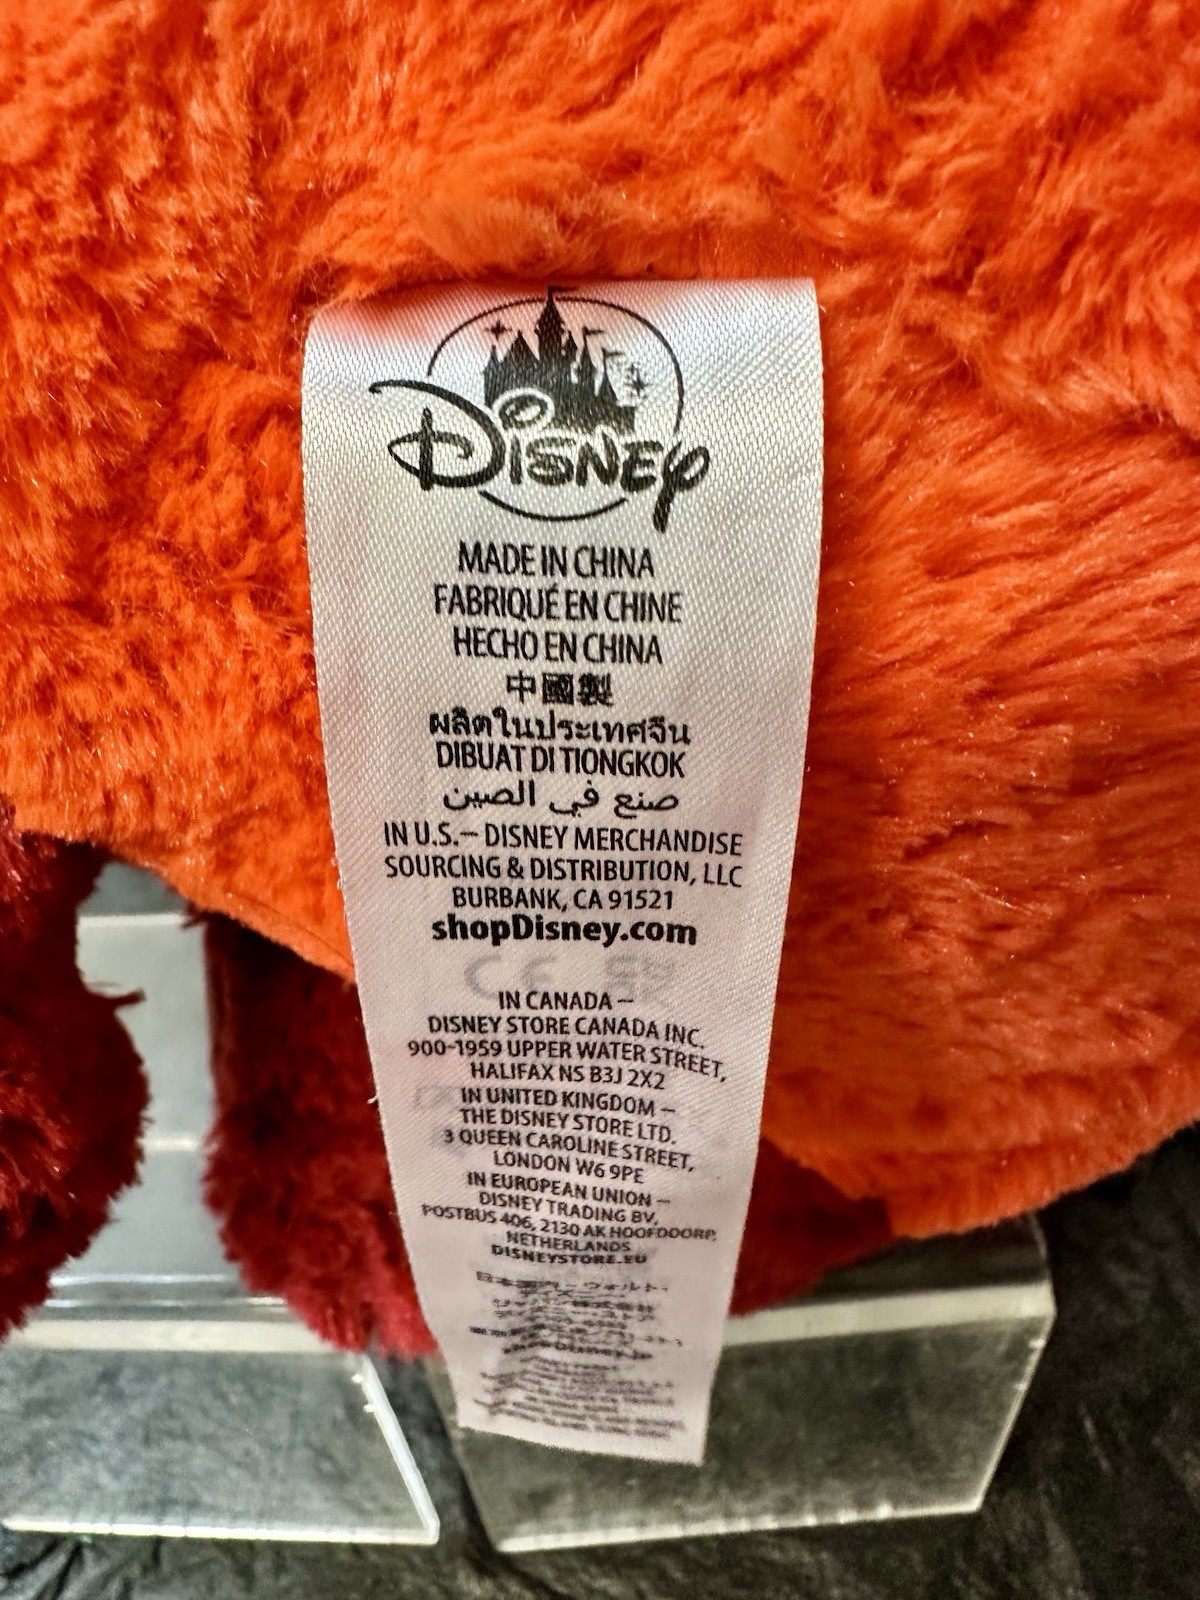 Disney
MADE IN CHINA
FABRIQUÉ EN CHINE
HECHO EN CHINA
中國製
ผลิตในประเทศจีน
DIBUAT DI TIONGKOK
صنع في الصين
IN U.S.— DISNEY MERCHANDISE
SOURCING & DISTRIBUTION, LLC
BURBANK, CA 91521
shopDisney.com
IN CANADA —
DISNEY STORE CANADA INC.
900-1959 UPPER WATER STREET,
HALIFAX NS B3J 2X2
IN UNITED KINGDOM —
THE DISNEY STORE LTD.
3 QUEEN CAROLINE STREET,
LONDON W6 9PE
IN EUROPEAN UNION —
DISNEY TRADING BV,
POSTBUS 406, 2130 AK HOOFDDORP,
NETHERLANDS
DISNEYSTORE.EU